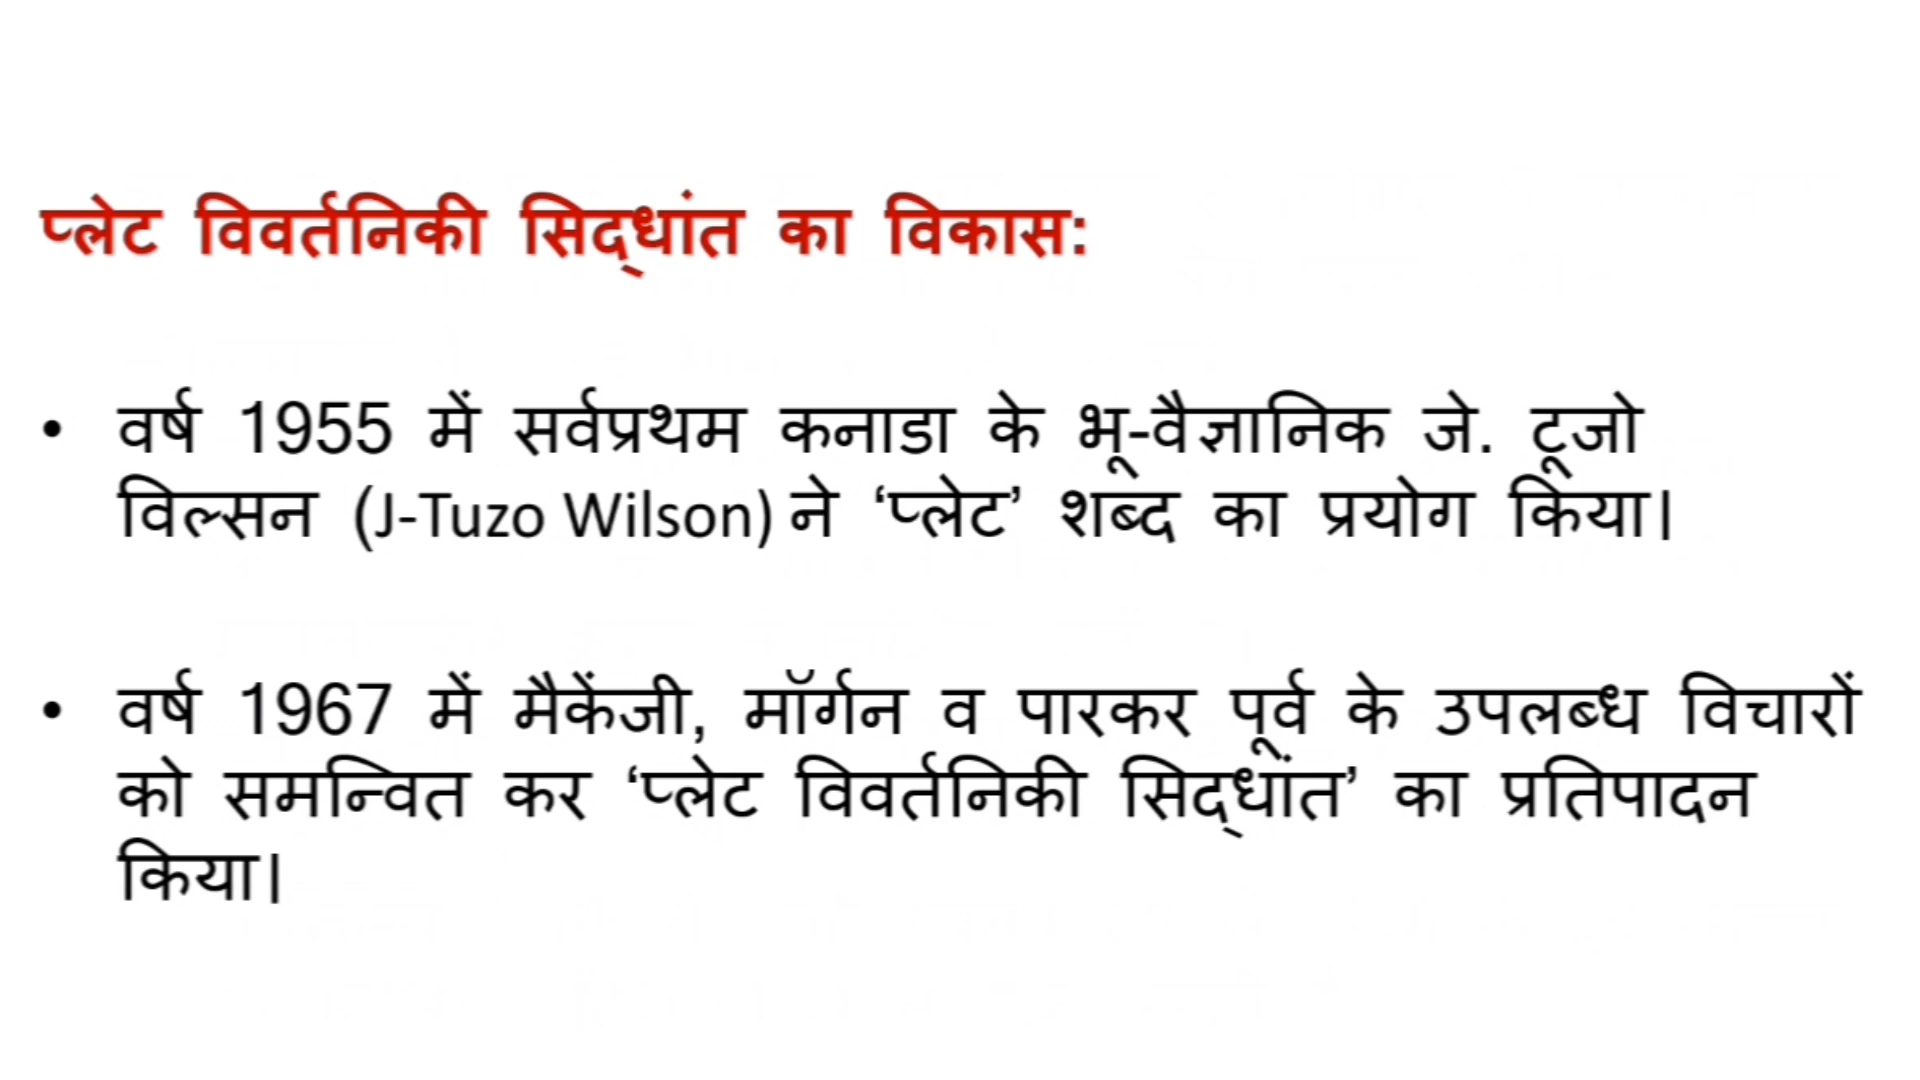 प्लेट विवर्तनिकी सिद्धांत का विकास:
• वर्ष 1955 में सर्वप्रथम कनाडा के भू-वैज्ञानिक जे. टूजो
विल्सन (J-Tuzo Wilson) ने ‘प्लेट’ शब्द का प्रयोग किया।
• वर्ष 1967 में मैकेंजी, मॉर्गन व पारकर पूर्व के उपलब्ध विचारों
को समन्वित कर ‘प्लेट विवर्तनिकी सिद्धांत’ का प्रतिपादन
किया।